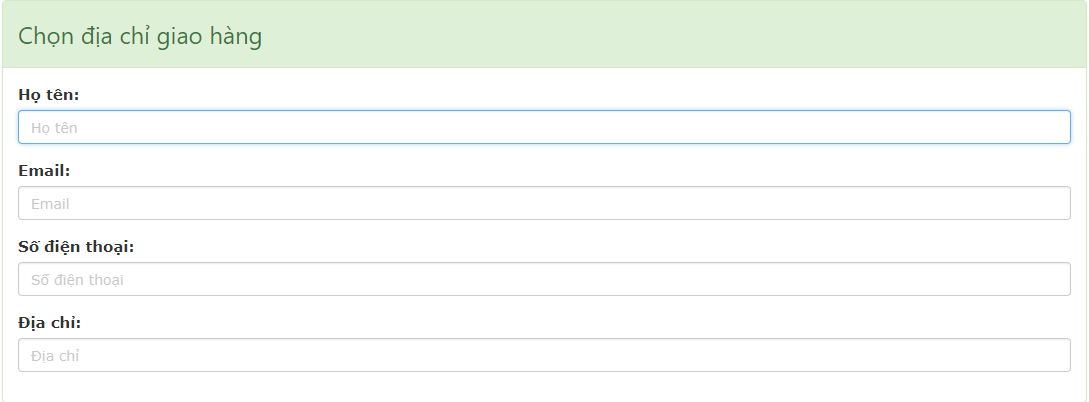 Chọn địa chỉ giao hàng
Họ tên:
Họ tên
Email:
Email
Số điện thoại:
Số điện thoại
Địa chỉ:
Địa chỉ